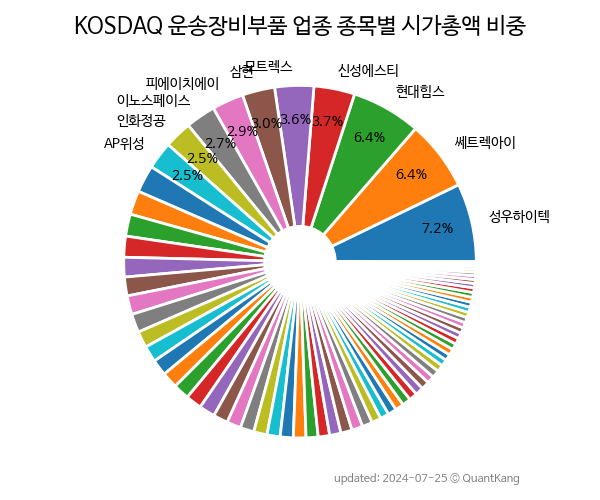 KOSDAQ 운송장비부품 업종 종목별 시가총액 비중
성우하이텍
7.2%
쎄트렉아이
6.4%
현대힘스
6.4%
신성에스티
3.7%
모트렉스
3.6%
삼현
3.0%
피에이치에이
2.9%
이노스페이스
2.7%
인화정공
2.5%
AP위성
2.5%
updated: 2024-07-25 © QuantKang